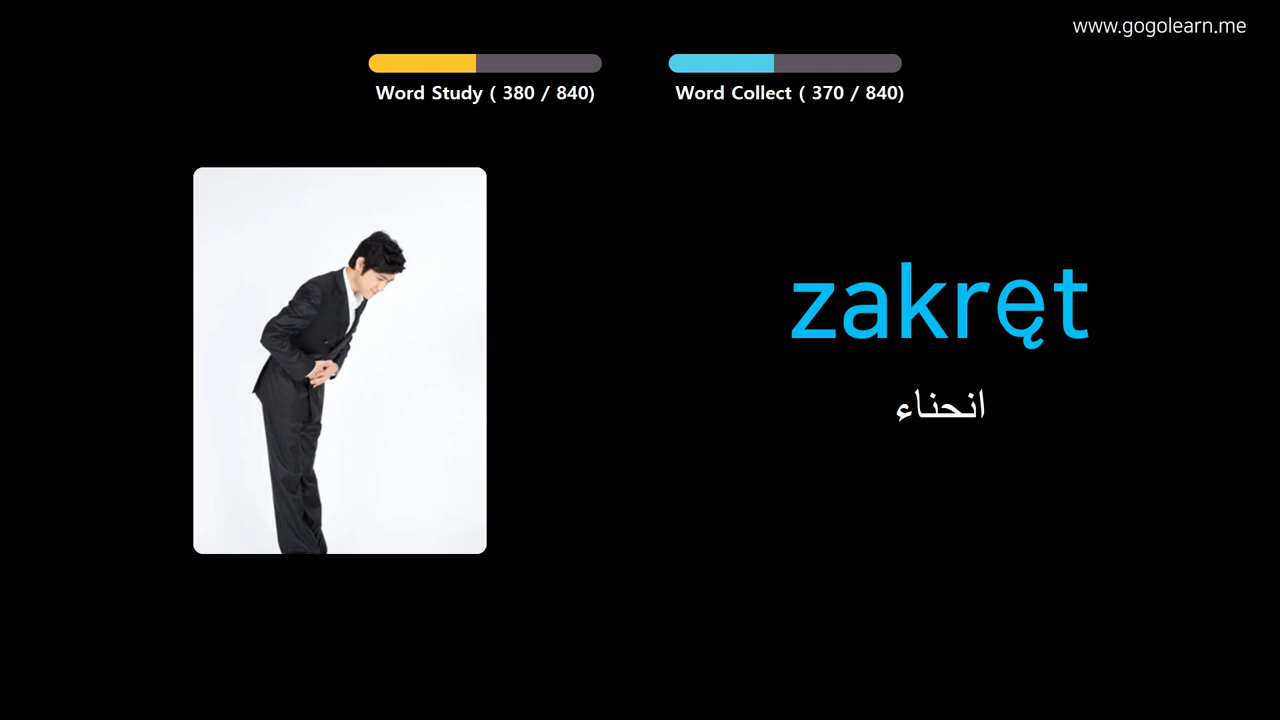 www.gogolearn.me
Word Study ( 380 / 840)
Word Collect ( 370 / 840)
zakręt
انحناء